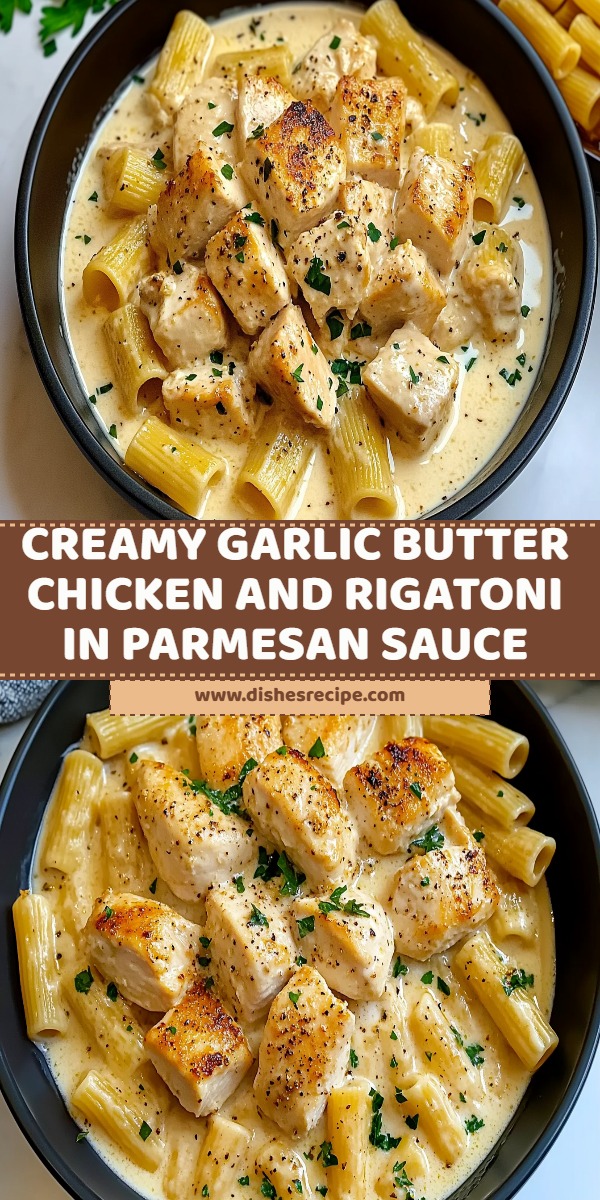 CREAMY GARLIC BUTTER
CHICKEN AND RIGATONI
IN PARMESAN SAUCE
www.dishesrecipe.com